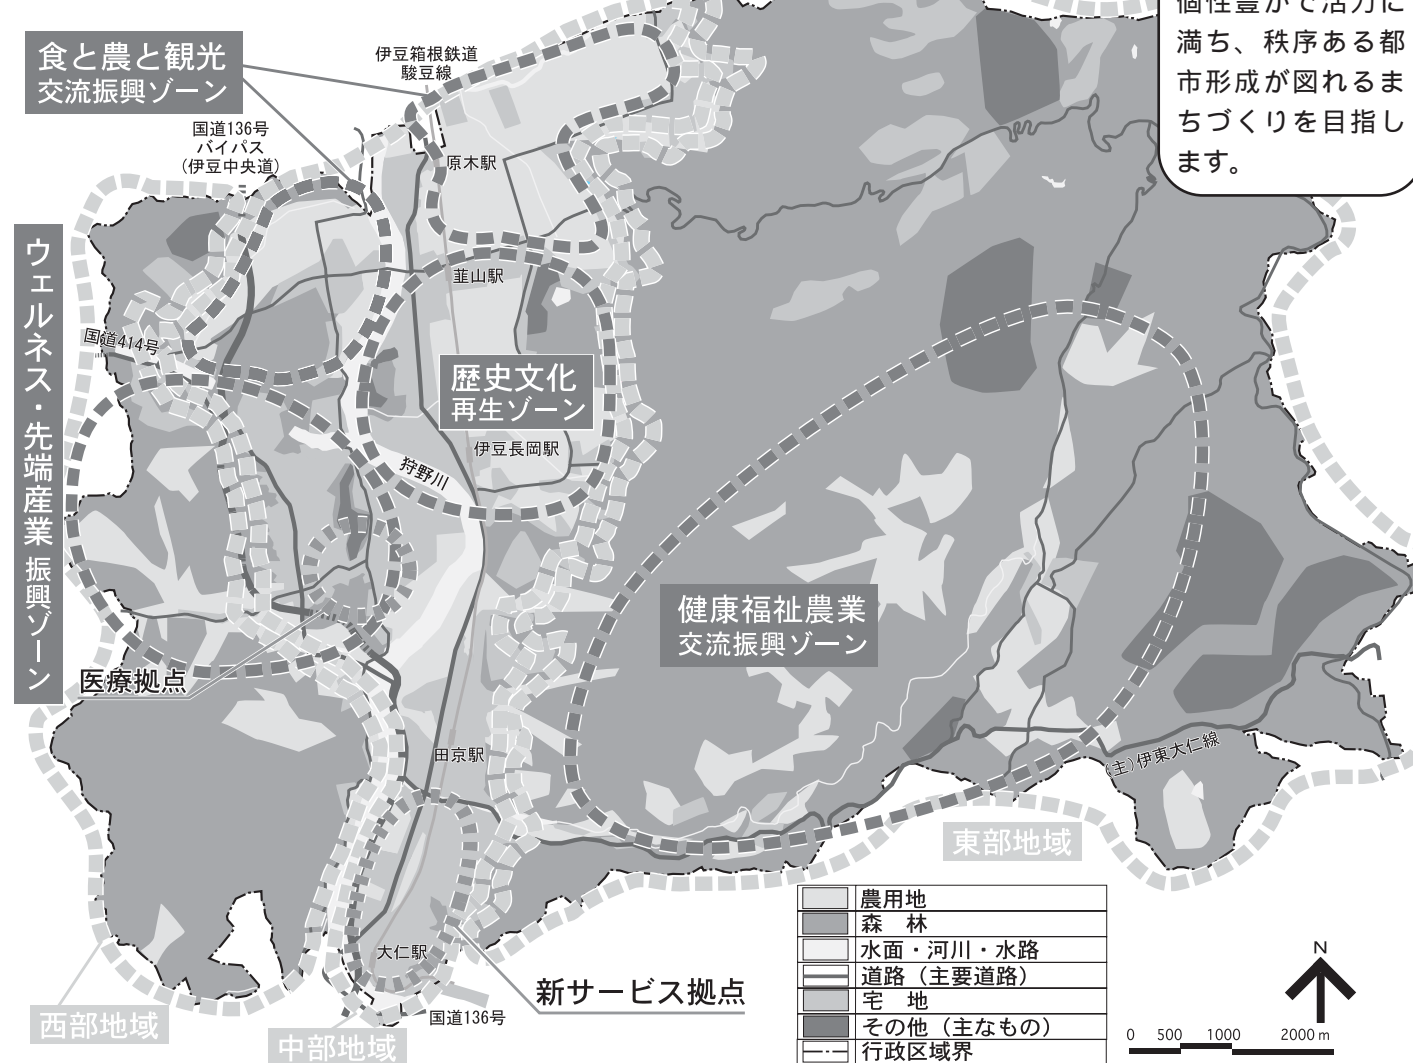 個性豊かで活力に
満ち、秩序ある都
市形成が図れるま
ちづくりを目指し
ます。
食と農と観光
交流振興ゾーン
伊豆箱根鉄道
駿豆線
国道136号
バイパス
(伊豆中央道)
原木駅
韮山駅
国道414号
ウェルネス・先端産業 振興ゾーン
歴史文化
再生ゾーン
伊豆長岡駅
狩野川
健康福祉農業
交流振興ゾーン
医療拠点
田京駅
(主)伊東大仁線
東部地域
大仁駅
新サービス拠点
国道136号
西部地域
中部地域
農用地
森　林
水面・河川・水路
道路（主要道路）
宅　地
その他（主なもの）
行政区域界
N
0 500 1000 2000 m